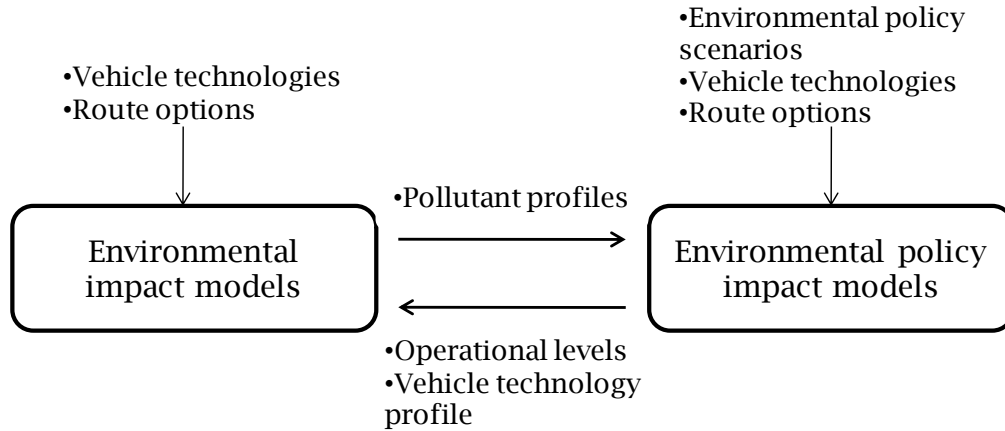 •Vehicle technologies
•Route options
•Environmental policy
scenarios
•Vehicle technologies
•Route options
Environmental
impact models
•Pollutant profiles
Environmental policy
impact models
•Operational levels
•Vehicle technology
profile